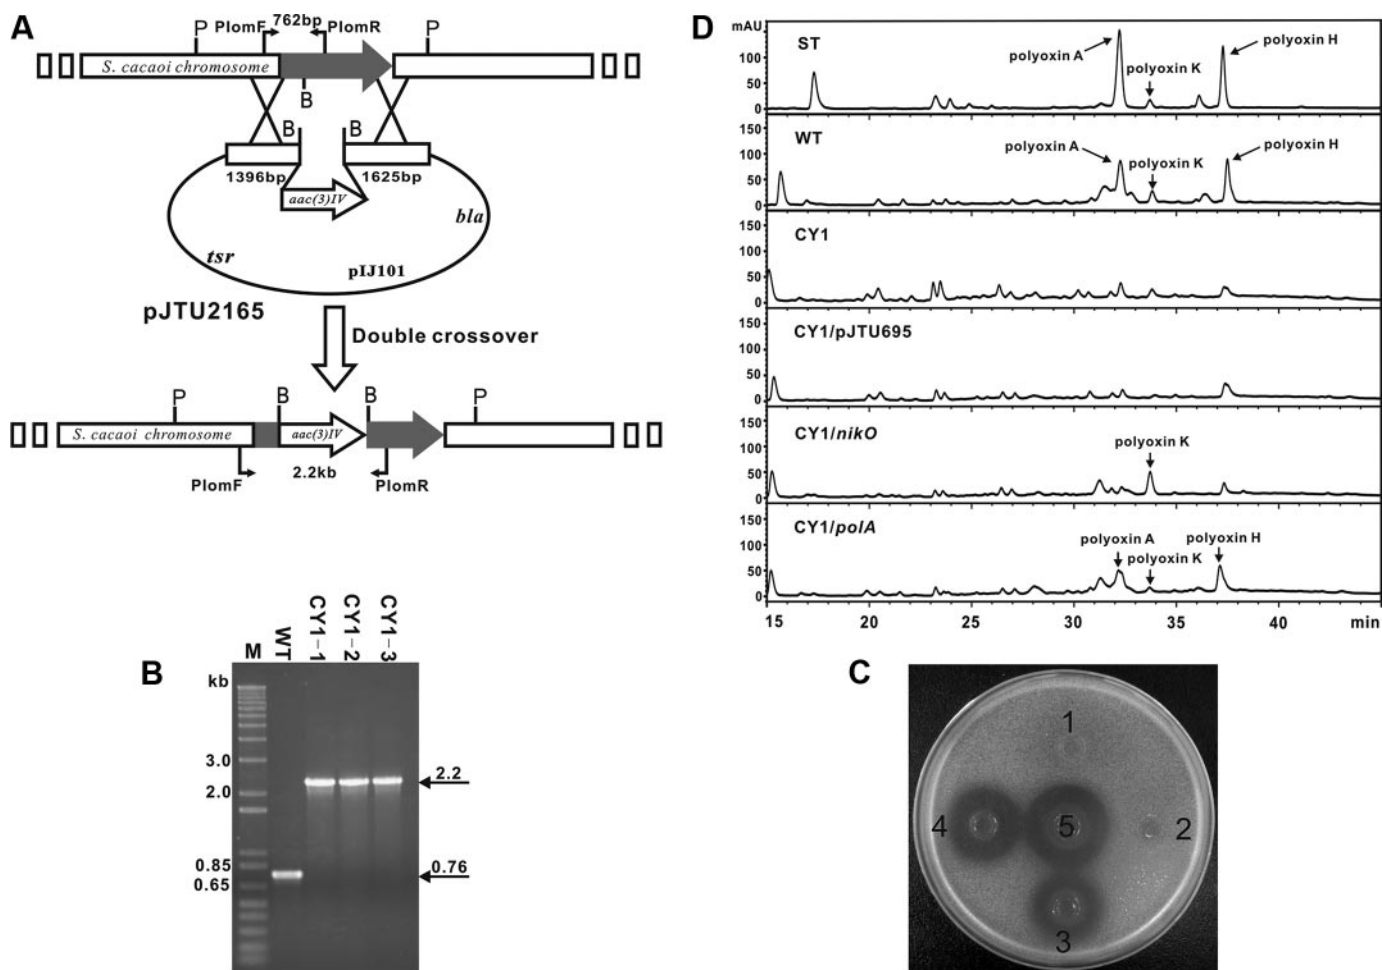 A
762bp
P
PlomF
PlomR
P
S. cacaoi chromosome
B
B
B
1396bp
1625bp
aac(3)IV
bla
tsr
pIJ101
pJTU2165
Double crossover
P
B
B
P
S. cacaoi chromosome
aac(3)IV
PlomF
2.2kb
PlomR
B
M
WT
CY1-1
CY1-2
CY1-3
kb
3.0
2.0
0.85
0.65
2.2
0.76
D
mAU
ST
polyoxin A
polyoxin K
polyoxin H
150
100
50
0
WT
polyoxin A
polyoxin K
polyoxin H
150
100
50
0
CY1
150
100
50
0
CY1/pJTU695
150
100
50
0
CY1/nikO
polyoxin K
150
100
50
0
CY1/polA
polyoxin A
polyoxin K
polyoxin H
150
100
50
0
15 20 25 30 35 40 min
C
1
2
3
4
5